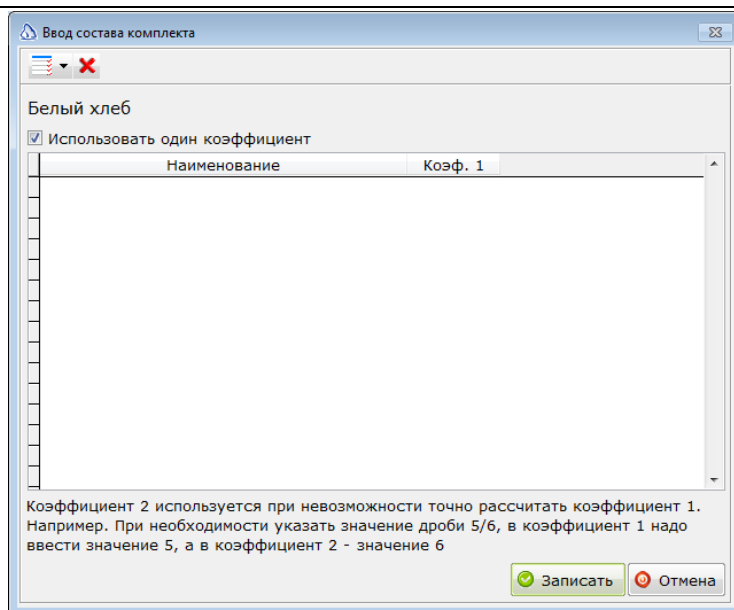 Ввод состава комплекта
Белый хлеб
Использовать один коэффициент
Наименование Коэф. 1
Коэффициент 2 используется при невозможности точно рассчитать коэффициент 1.
Например. При необходимости указать значение дроби 5/6, в коэффициент 1 надо
ввести значение 5, а в коэффициент 2 - значение 6
Записать Отмена